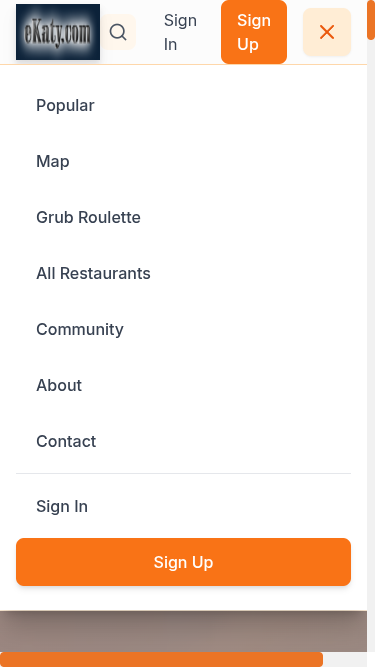 eKaty.com
Sign
In
Sign
Up
Popular
Map
Grub Roulette
All Restaurants
Community
About
Contact
Sign In
Sign Up